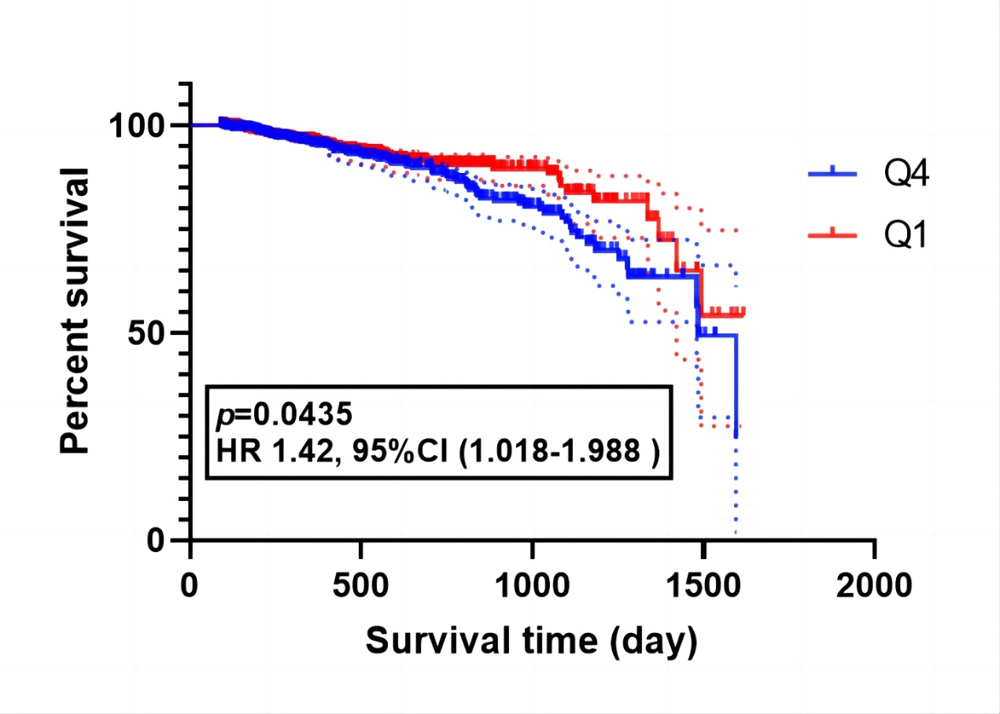 Percent survival
100
50
0
Q4
Q1
p=0.0435
HR 1.42, 95%CI (1.018-1.988 )
0 500 1000 1500 2000
Survival time (day)